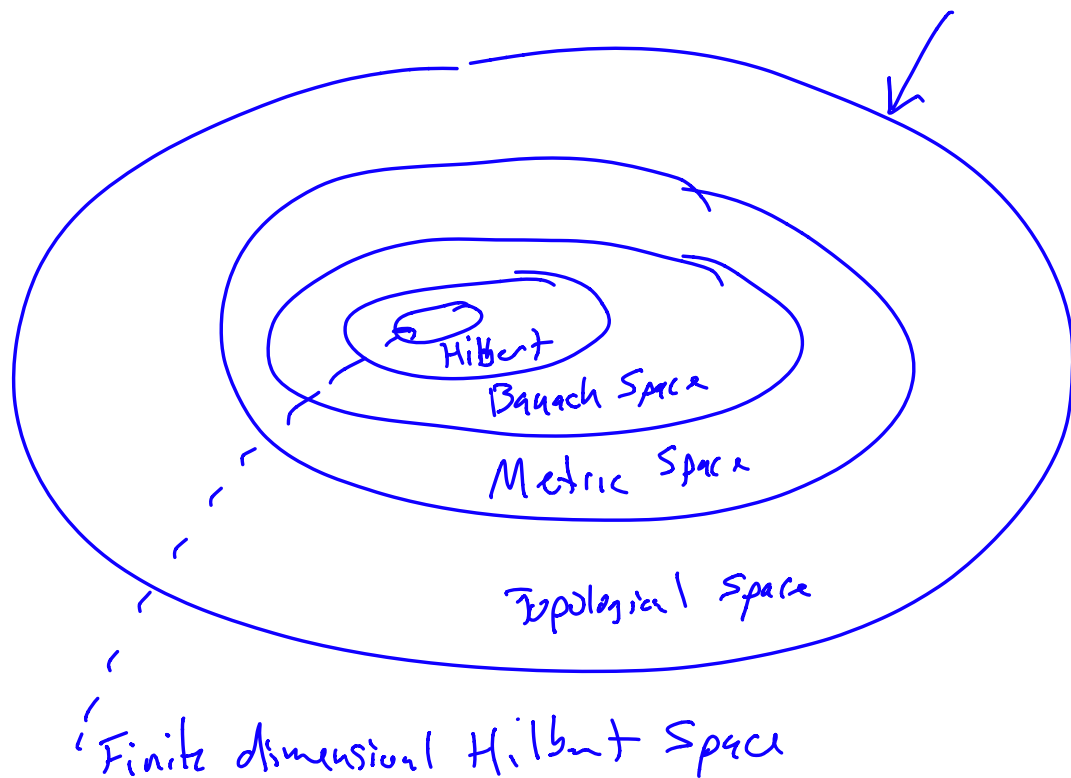 Hilbert
Banach Space
Metric Space
Topological Space
Finite dimensional Hilbert Space